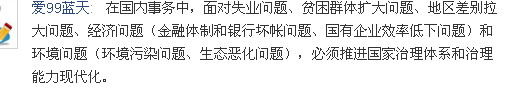 爱99蓝天: 在国内事务中，面对失业问题、贫困群体扩大问题、地区差别拉
大问题、经济问题（金融体制和银行坏帐问题、国有企业效率低下问题）和
环境问题（环境污染问题、生态恶化问题），必须推进国家治理体系和治理
能力现代化。